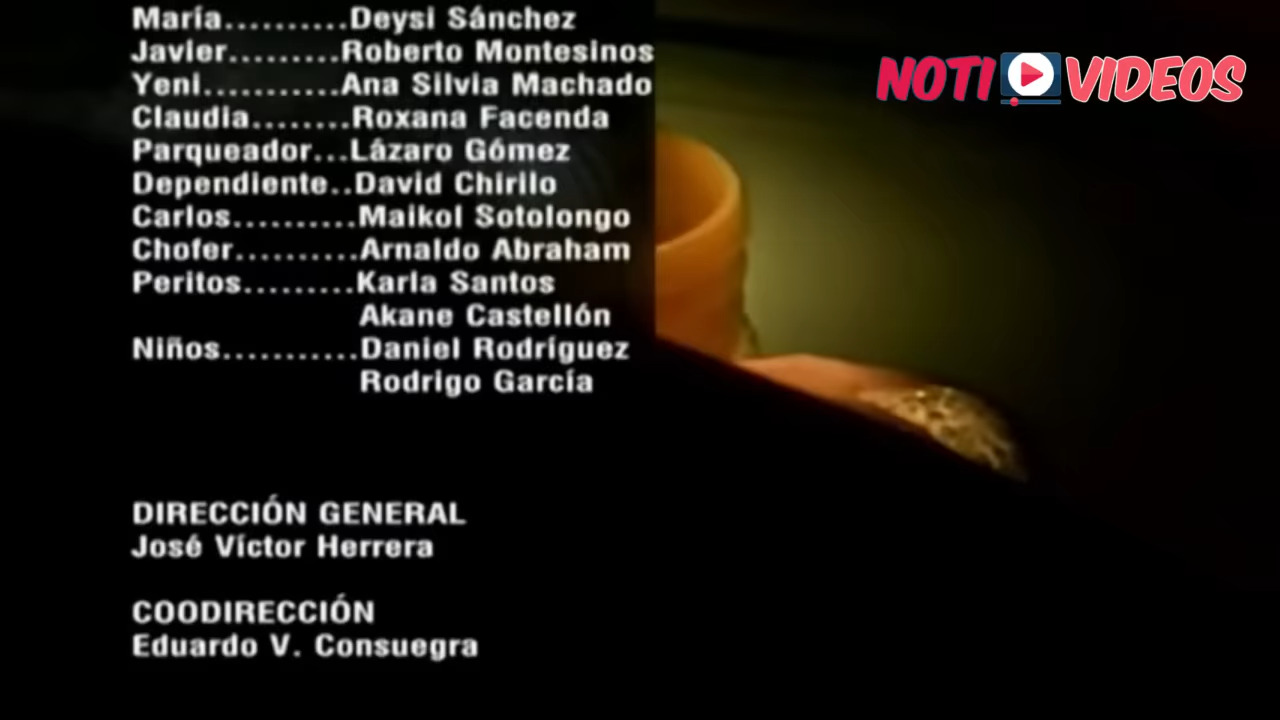 María..........Deysi Sánchez
Javier.........Roberto Montesinos
Yeni...........Ana Silvia Machado
Claudia........Roxana Facenda
Parqueador...Lázaro Gómez
Dependiente..David Chirilo
Carlos..........Maikol Sotolongo
Chofer..........Arnaldo Abraham
Peritos.........Karla Santos
Akane Castellón
Niños...........Daniel Rodríguez
Rodrigo García
DIRECCIÓN GENERAL
José Víctor Herrera
COODIRECCIÓN
Eduardo V. Consuegra
NOTI VIDEOS